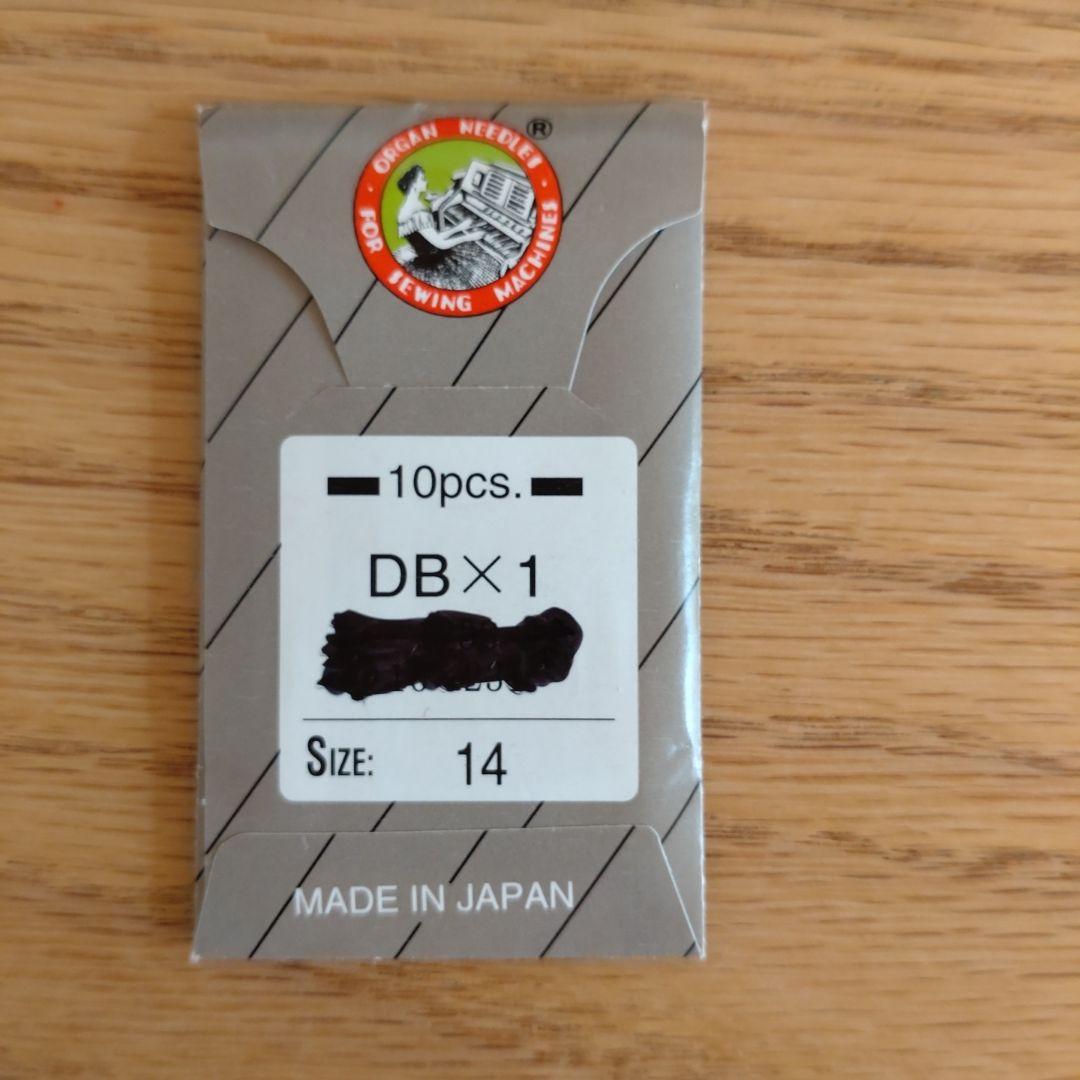 ORGAN NEEDLES
FOR SEWING MACHINES
®
10pcs.
DB×1
SIZE: 14
MADE IN JAPAN